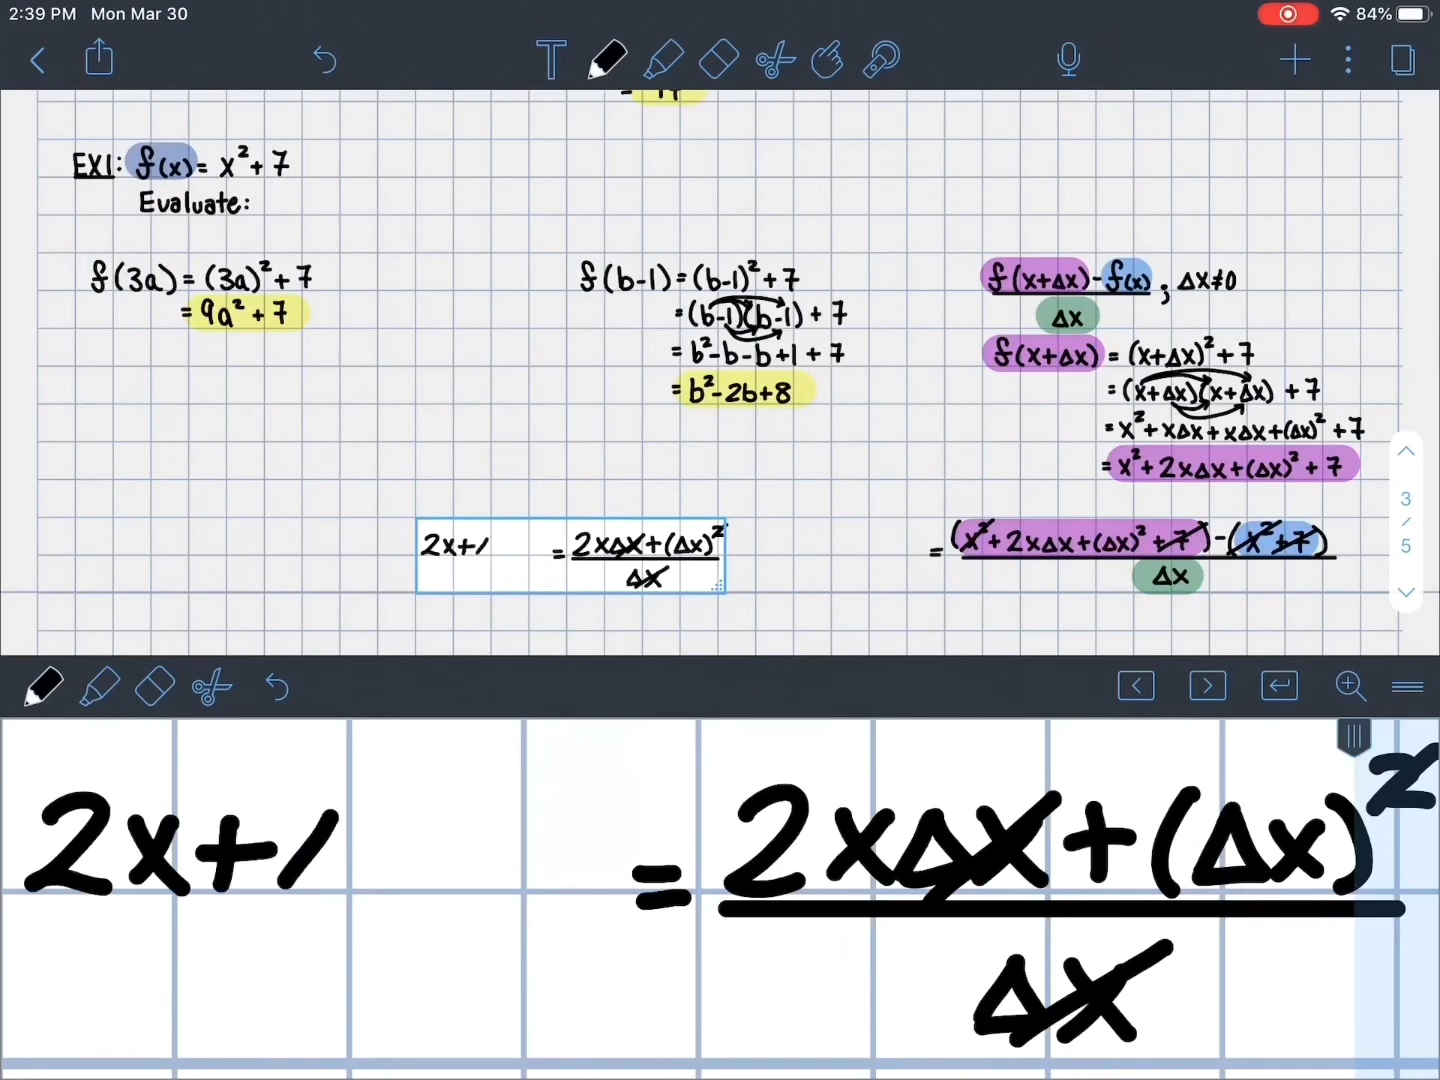 2:39 PM Mon Mar 30
84%
T
= 14
EX1: f(x) = x² + 7
Evaluate:
f(3a) = (3a)² + 7
= 9a² + 7
f(b-1) = (b-1)² + 7
= (b-1)(b-1) + 7
= b² - b - b + 1 + 7
= b² - 2b + 8
f(x+Δx) - f(x) ; Δx ≠ 0
Δx
f(x+Δx) = (x+Δx)² + 7
= (x+Δx)(x+Δx) + 7
= x² + xΔx + xΔx + (Δx)² + 7
= x² + 2xΔx + (Δx)² + 7
3
/
5
= (x² + 2xΔx + (Δx)² + 7) - (x² + 7)
Δx
2x+/ = 2xΔx + (Δx)²
Δx
2x+/ = 2xΔx + (Δx)²
Δx